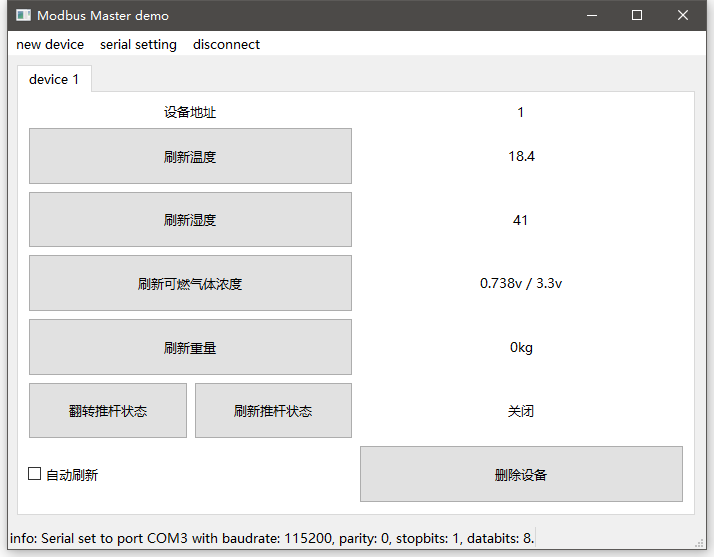 Modbus Master demo
new device serial setting disconnect
device 1
设备地址 1
刷新温度 18.4
刷新湿度 41
刷新可燃气体浓度 0.738v / 3.3v
刷新重量 0kg
翻转推杆状态 刷新推杆状态 关闭
自动刷新 删除设备
info: Serial set to port COM3 with baudrate: 115200, parity: 0, stopbits: 1, databits: 8.